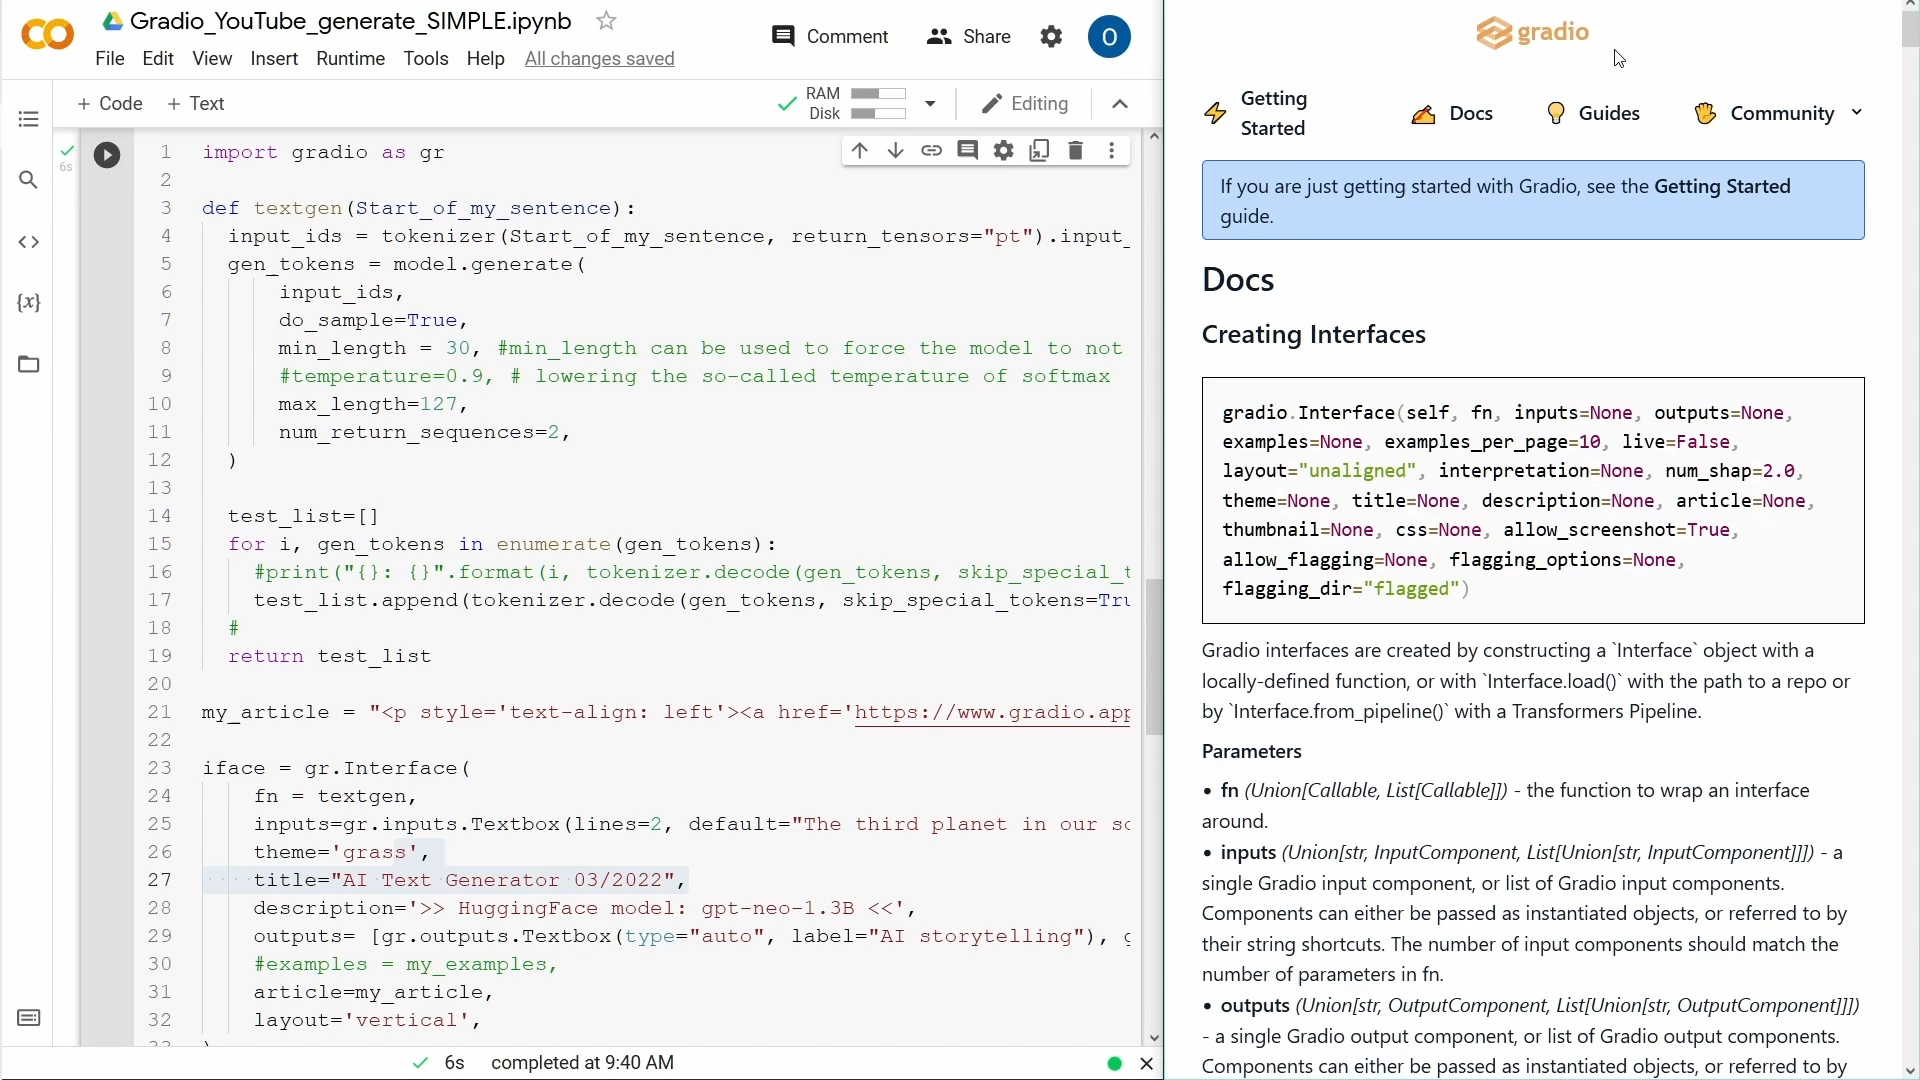 Gradio_YouTube_generate_SIMPLE.ipynb
File Edit View Insert Runtime Tools Help All changes saved
Comment Share O
+ Code + Text
RAM
Disk
Editing
6s
1 import gradio as gr
2
3 def textgen(Start_of_my_sentence):
4 input_ids = tokenizer(Start_of_my_sentence, return_tensors="pt").input_
5 gen_tokens = model.generate(
6 input_ids,
7 do_sample=True,
8 min_length = 30, #min_length can be used to force the model to not
9 #temperature=0.9, # lowering the so-called temperature of softmax
10 max_length=127,
11 num_return_sequences=2,
12 )
13
14 test_list=[]
15 for i, gen_tokens in enumerate(gen_tokens):
16 #print("{}: {}".format(i, tokenizer.decode(gen_tokens, skip_special_t
17 test_list.append(tokenizer.decode(gen_tokens, skip_special_tokens=Tru
18 #
19 return test_list
20
21 my_article = "<p style='text-align: left'><a href='https://www.gradio.app
22
23 iface = gr.Interface(
24 fn = textgen,
25 inputs=gr.inputs.Textbox(lines=2, default="The third planet in our so
26 theme='grass',
27 title="AI Text Generator 03/2022",
28 description='>> HuggingFace model: gpt-neo-1.3B <<',
29 outputs= [gr.outputs.Textbox(type="auto", label="AI storytelling"), g
30 #examples = my_examples,
31 article=my_article,
32 layout='vertical',
6s completed at 9:40 AM
gradio
Getting Started Docs Guides Community
If you are just getting started with Gradio, see the Getting Started
guide.
Docs
Creating Interfaces
gradio.Interface(self, fn, inputs=None, outputs=None,
examples=None, examples_per_page=10, live=False,
layout="unaligned", interpretation=None, num_shap=2.0,
theme=None, title=None, description=None, article=None,
thumbnail=None, css=None, allow_screenshot=True,
allow_flagging=None, flagging_options=None,
flagging_dir="flagged")
Gradio interfaces are created by constructing a `Interface` object with a
locally-defined function, or with `Interface.load()` with the path to a repo or
by `Interface.from_pipeline()` with a Transformers Pipeline.
Parameters
• fn (Union[Callable, List[Callable]]) - the function to wrap an interface
around.
• inputs (Union[str, InputComponent, List[Union[str, InputComponent]]]) - a
single Gradio input component, or list of Gradio input components.
Components can either be passed as instantiated objects, or referred to by
their string shortcuts. The number of input components should match the
number of parameters in fn.
• outputs (Union[str, OutputComponent, List[Union[str, OutputComponent]]])
- a single Gradio output component, or list of Gradio output components.
Components can either be passed as instantiated objects, or referred to by